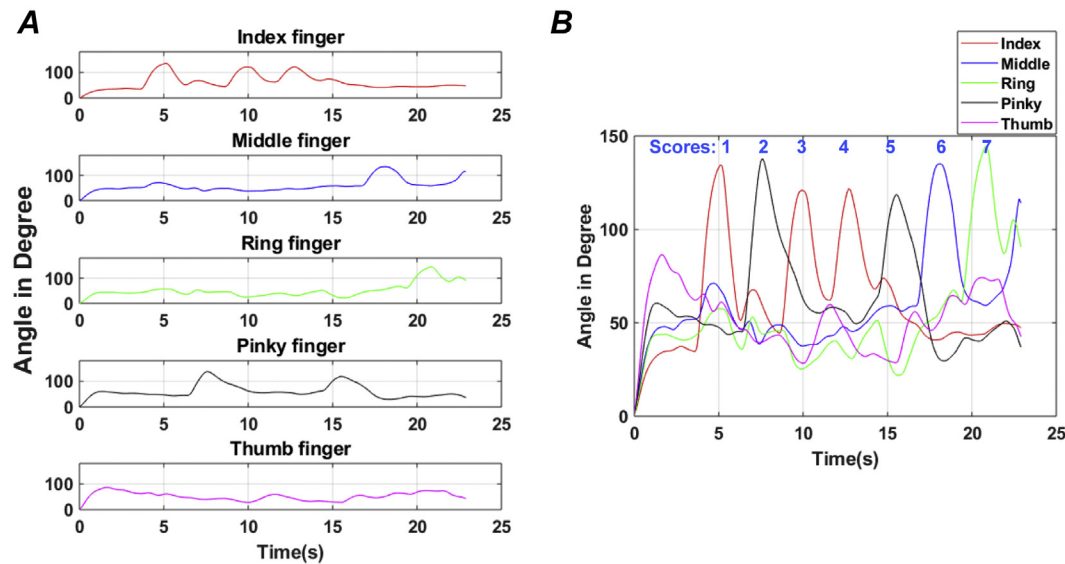 A
Index finger
100
0
0 5 10 15 20 25
Middle finger
100
0
0 5 10 15 20 25
Ring finger
100
0
0 5 10 15 20 25
Pinky finger
100
0
0 5 10 15 20 25
Thumb finger
100
0
0 5 10 15 20 25
Time(s)
Angle in Degree
B
Index
Middle
Ring
Pinky
Thumb
Scores: 1 2 3 4 5 6 7
150
100
50
0
0 5 10 15 20 25
Time(s)
Angle in Degree